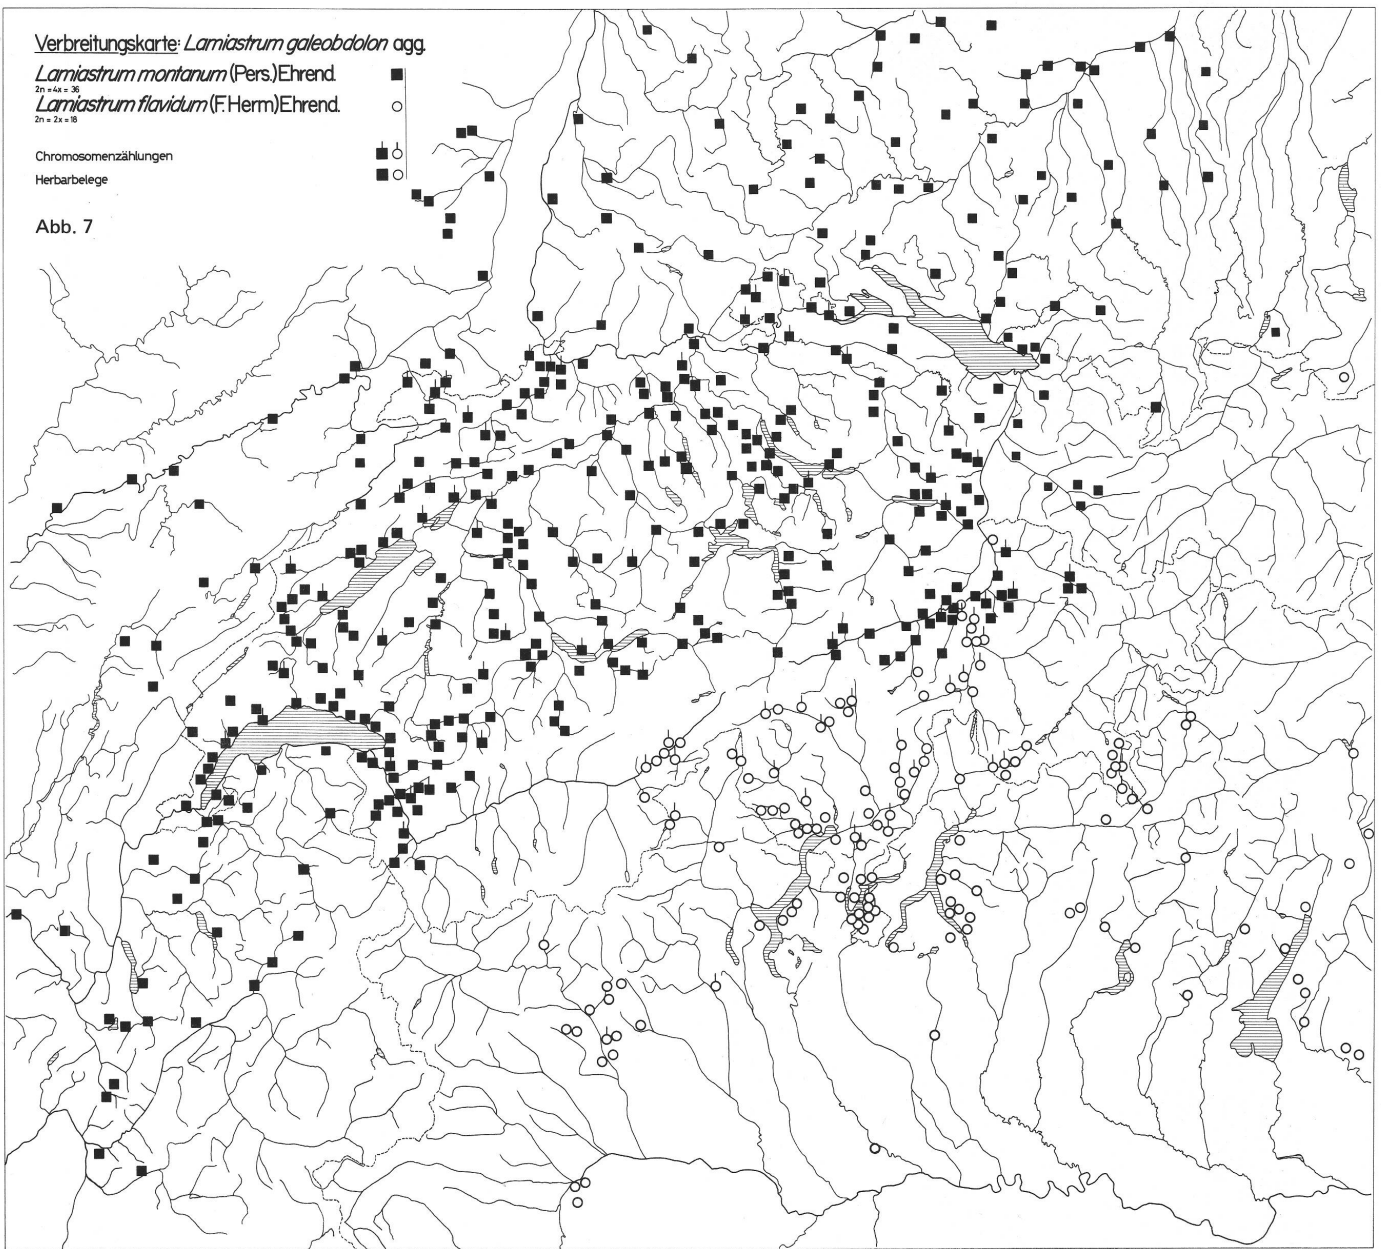 Verbreitungskarte: Lamiastrum galeobdolon agg.
Lamiastrum montanum (Pers.) Ehrend.
2n = 4x = 36
Lamiastrum flavidum (F. Herm) Ehrend.
2n = 2x = 18
Chromosomenzählungen
Herbarbelege
Abb. 7